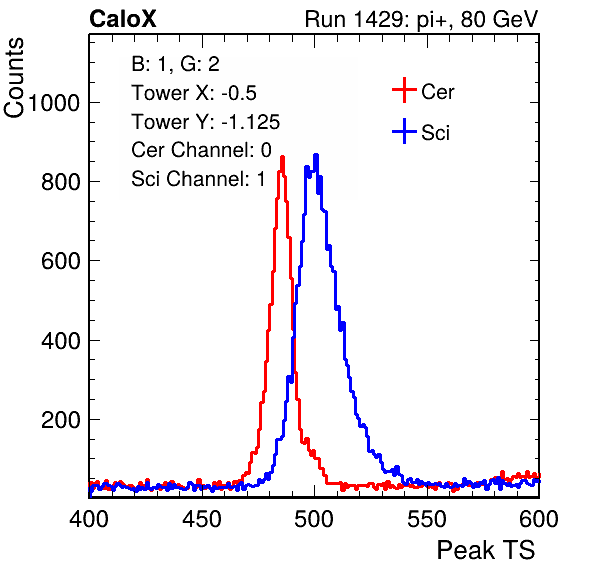 CaloX Run 1429: pi+, 80 GeV
Counts
B: 1, G: 2
Tower X: -0.5
Tower Y: -1.125
Cer Channel: 0
Sci Channel: 1
Cer
Sci
1000
800
600
400
200
400 450 500 550 600
Peak TS